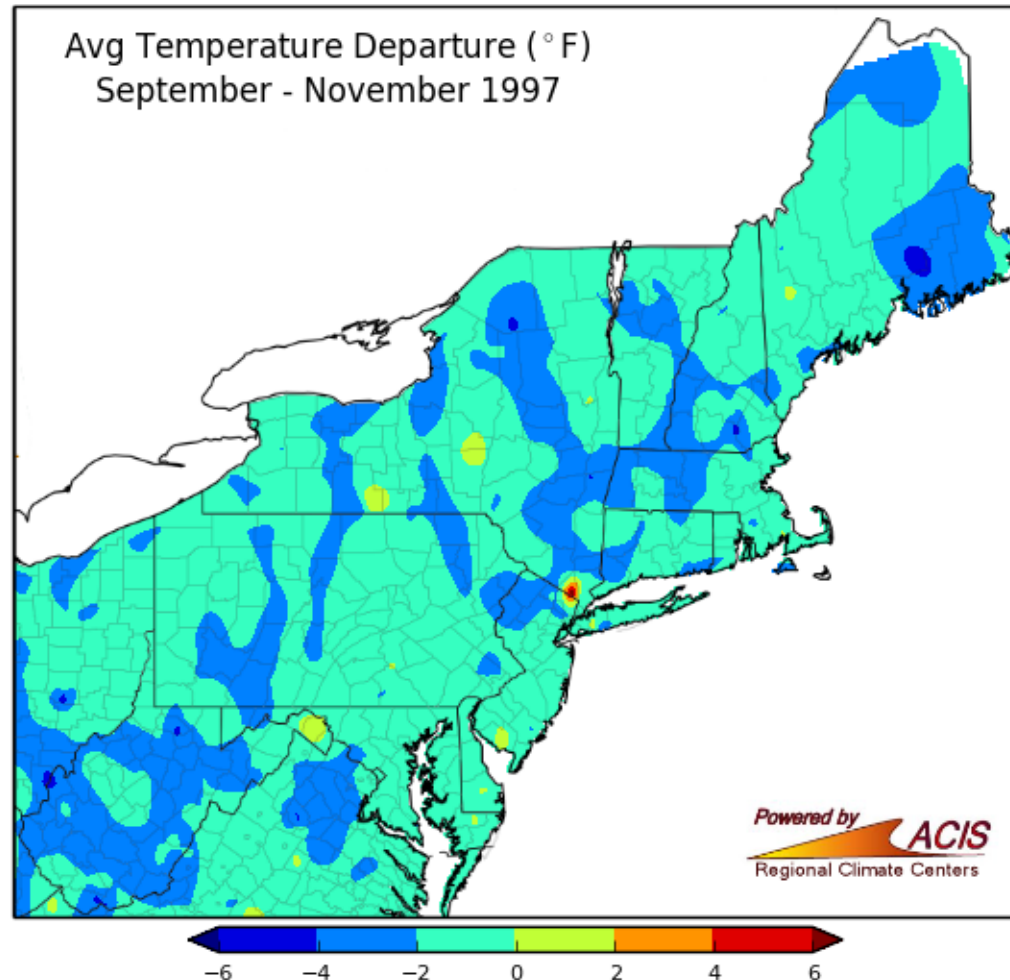 Avg Temperature Departure (°F)
September - November 1997
Powered by
ACIS
Regional Climate Centers
−6 −4 −2 0 2 4 6